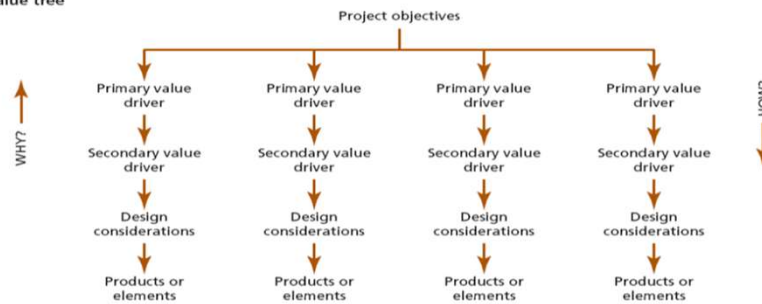 tree
Project objectives
Primary value
driver
Primary value
driver
Primary value
driver
Primary value
driver
WHY?
Secondary value
driver
Secondary value
driver
Secondary value
driver
Secondary value
driver
Design
considerations
Design
considerations
Design
considerations
Design
considerations
Products or
elements
Products or
elements
Products or
elements
Products or
elements